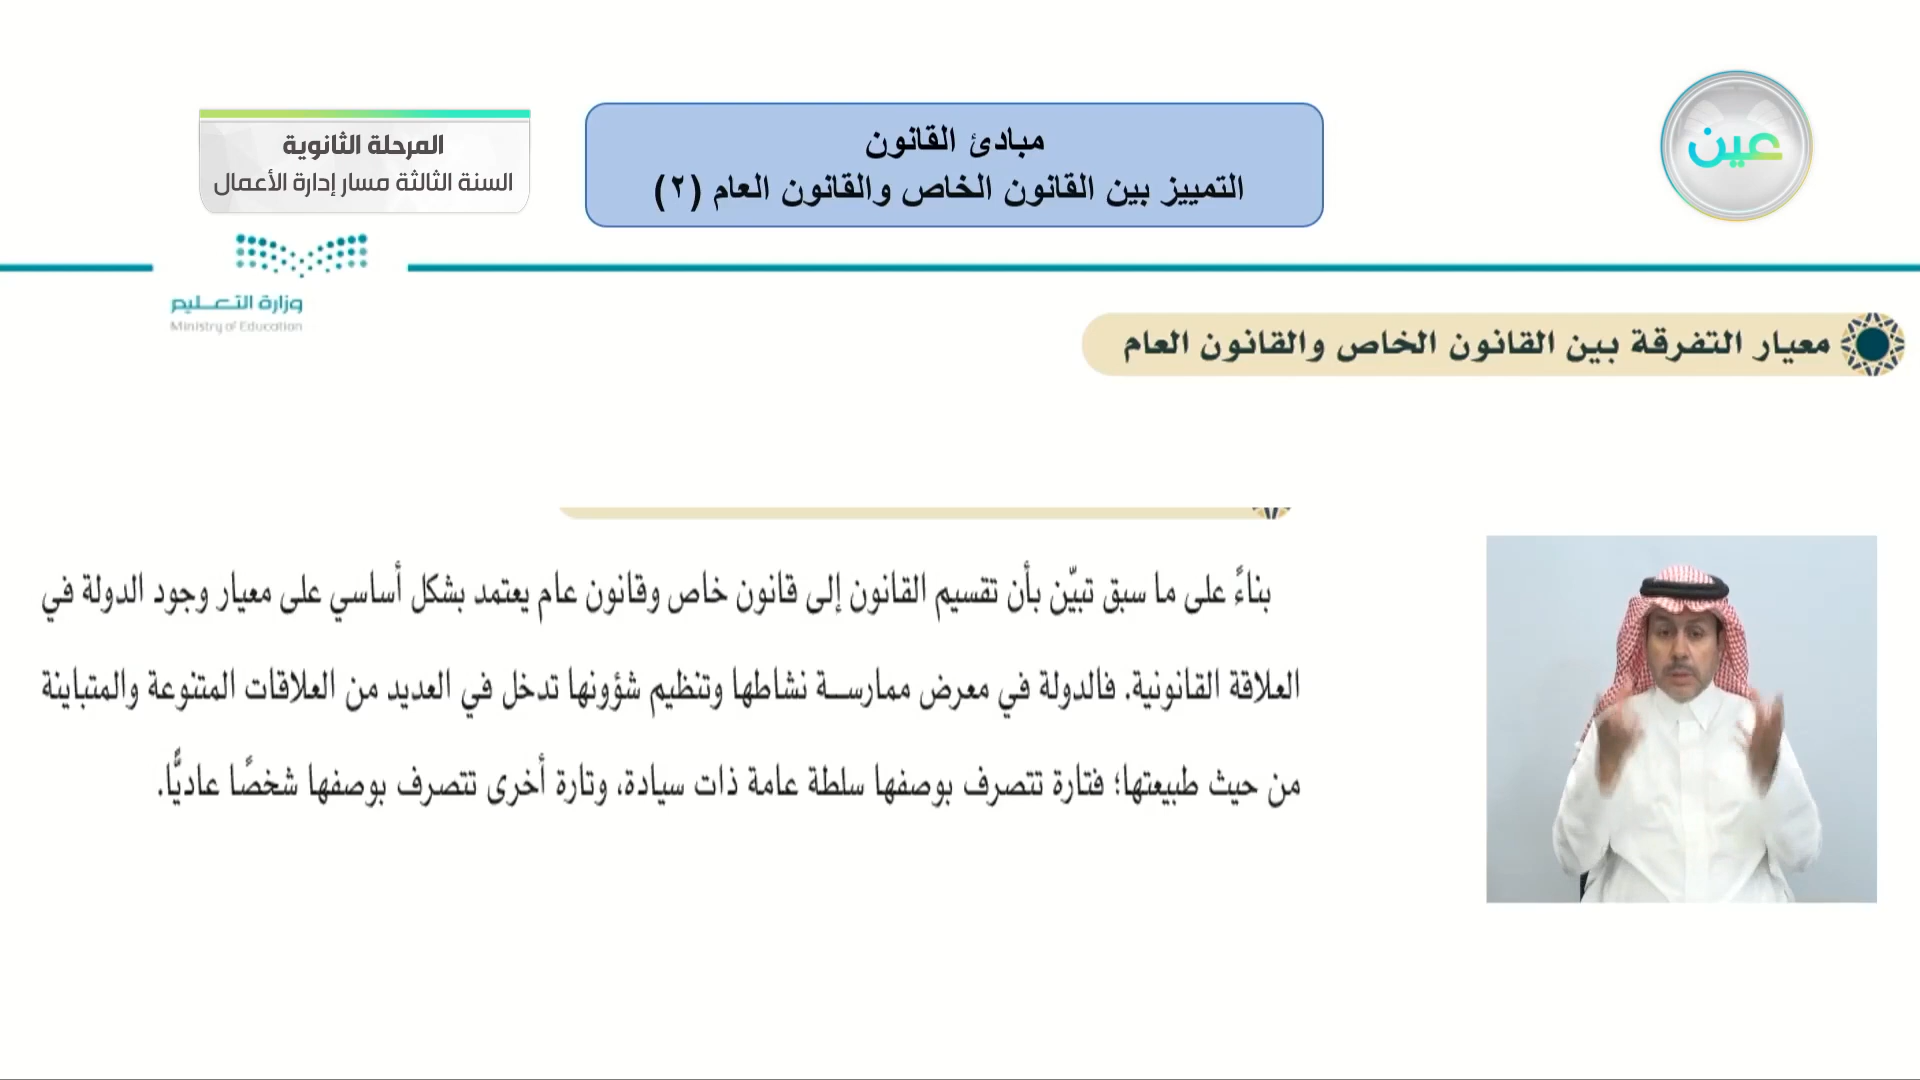 عين
مبادئ القانون
التمييز بين القانون الخاص والقانون العام (٢)
المرحلة الثانوية
السنة الثالثة مسار إدارة الأعمال
وزارة التعليم
Ministry of Education
معيار التفرقة بين القانون الخاص والقانون العام
بناءً على ما سبق تبيّن بأن تقسيم القانون إلى قانون خاص وقانون عام يعتمد بشكل أساسي على معيار وجود الدولة في
العلاقة القانونية. فالدولة في معرض ممارسة نشاطها وتنظيم شؤونها تدخل في العديد من العلاقات المتنوعة والمتباينة
من حيث طبيعتها؛ فتارة تتصرف بوصفها سلطة عامة ذات سيادة، وتارة أخرى تتصرف بوصفها شخصًا عاديًّا.